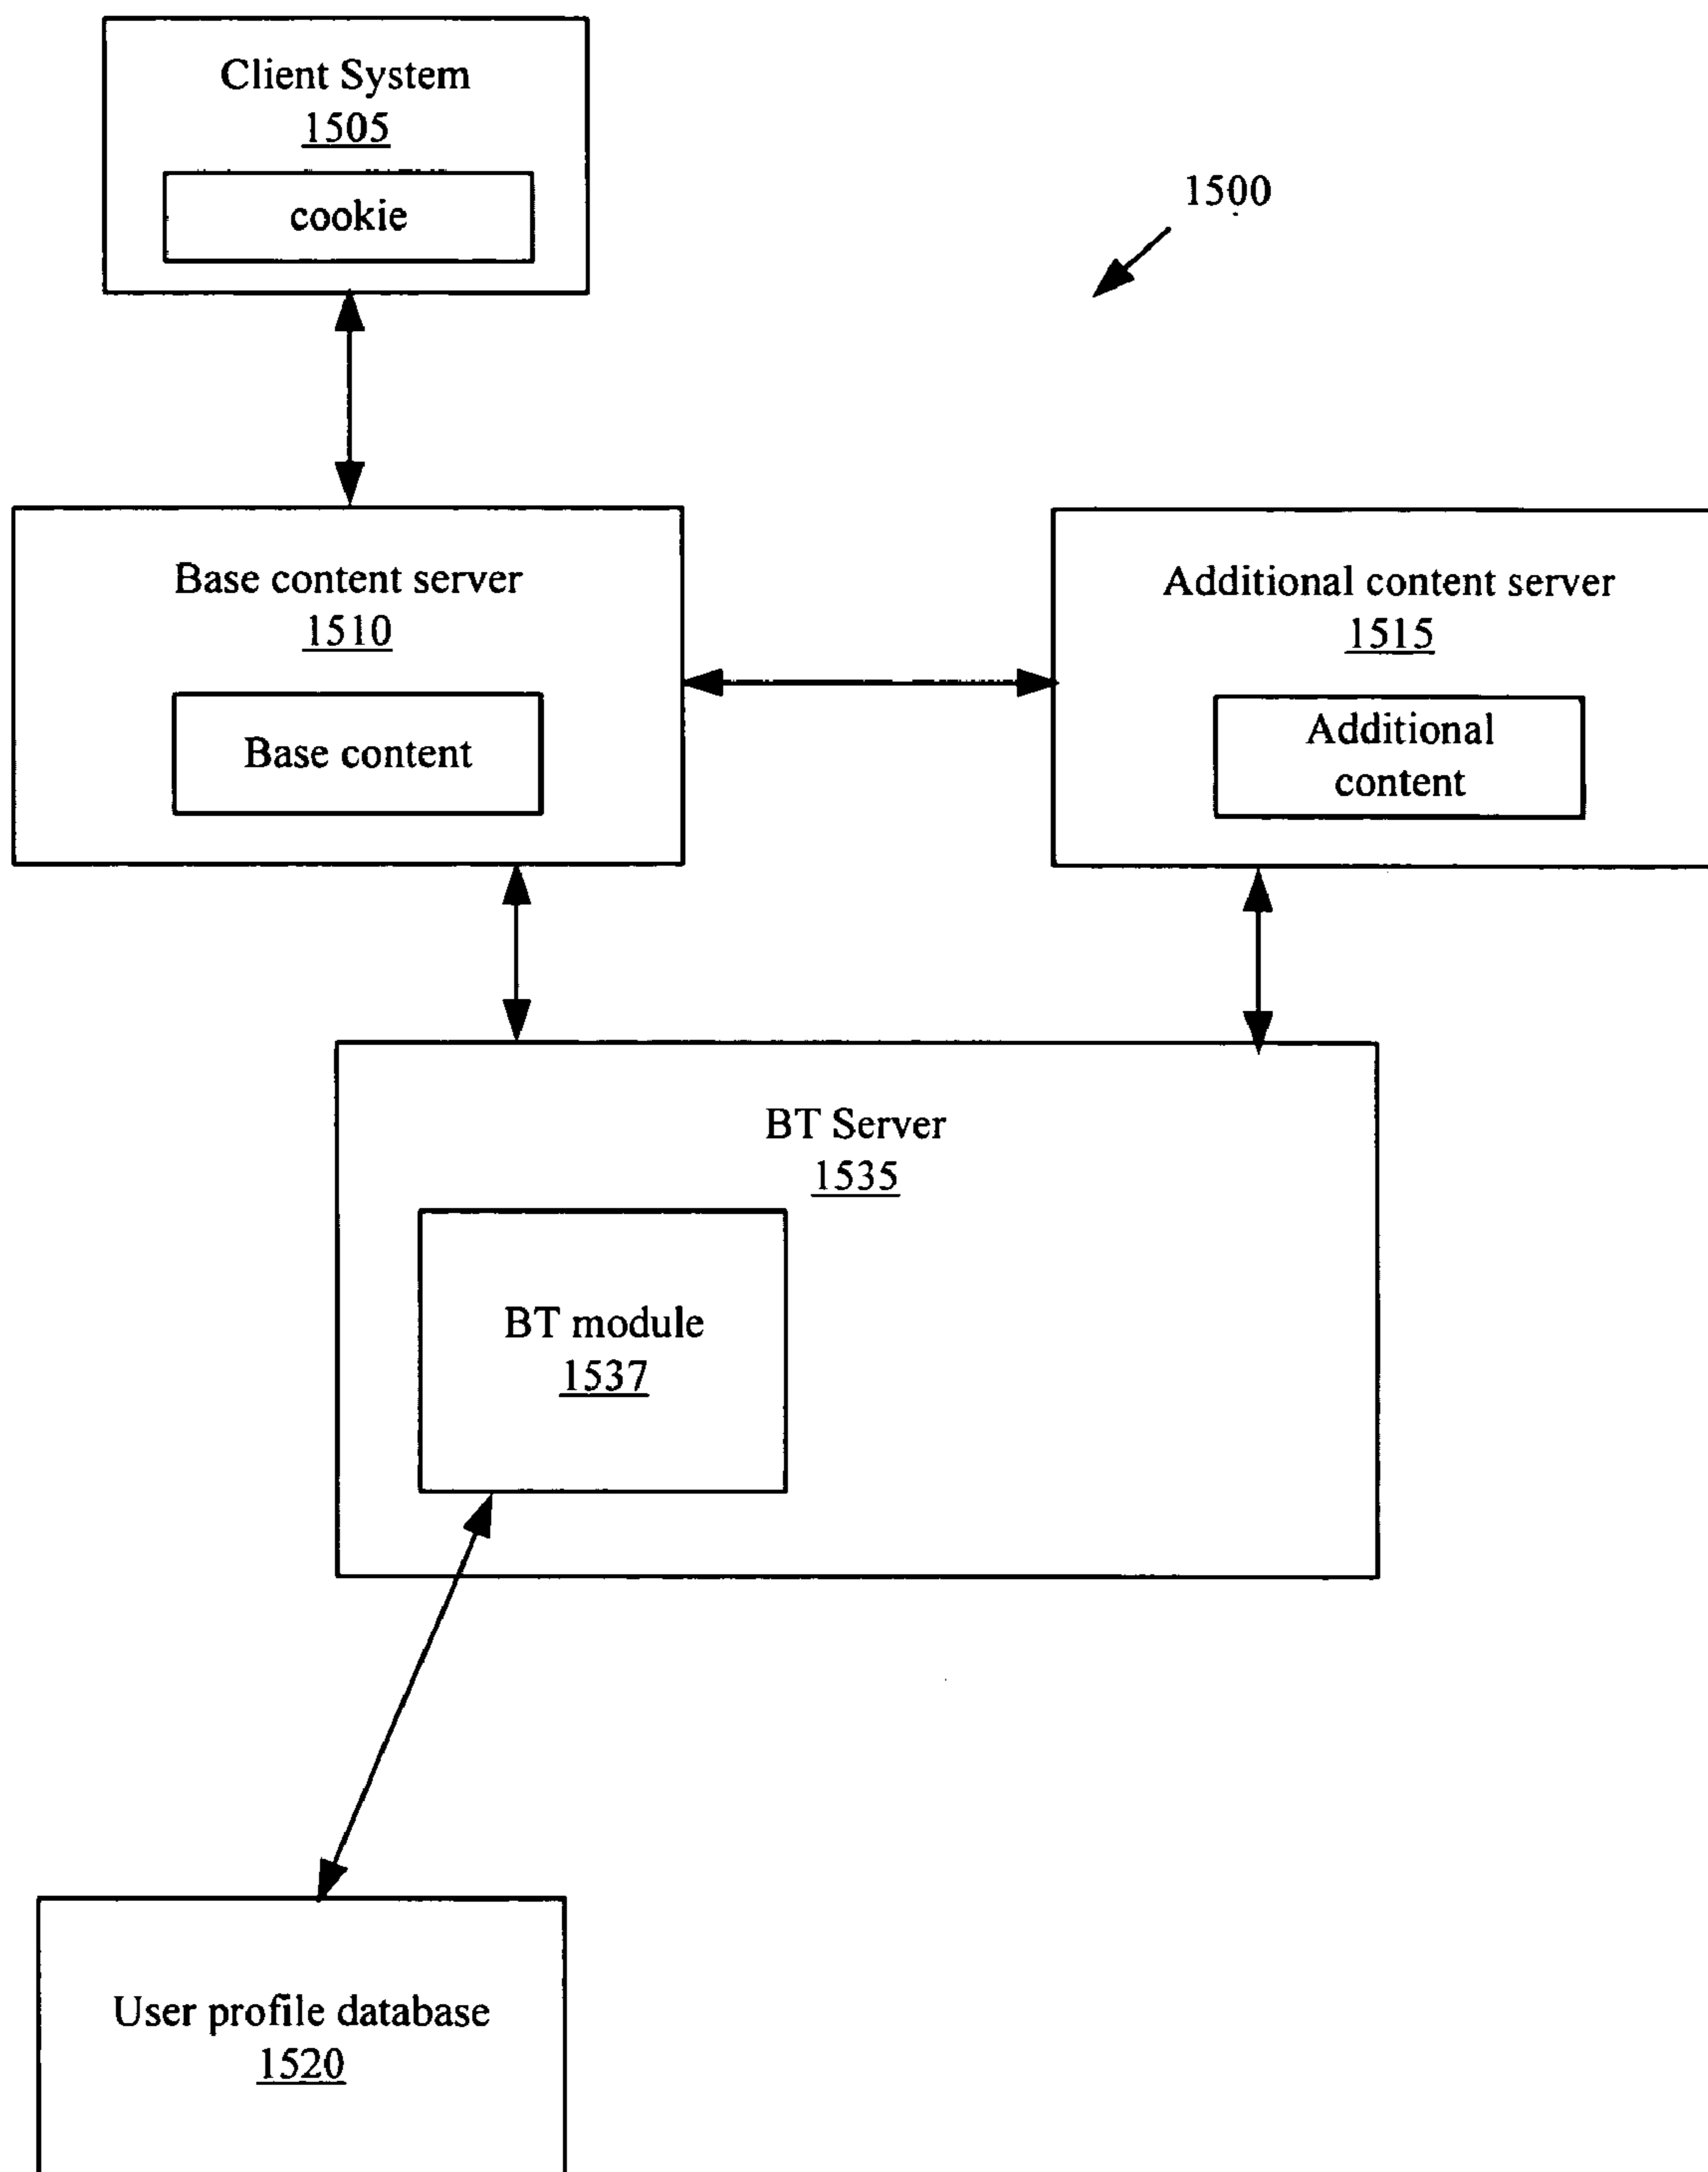 Client System
1505
cookie
1500
Base content server
1510
Base content
Additional content server
1515
Additional
content
BT Server
1535
BT module
1537
User profile database
1520